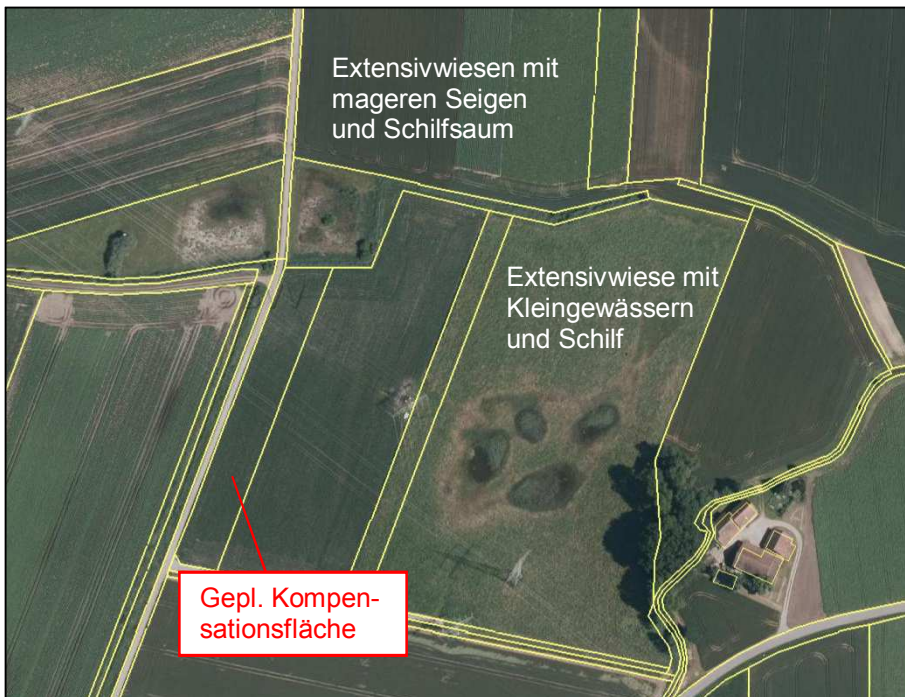 Extensivwiesen mit
mageren Seigen
und Schilfsaum
Extensivwiese mit
Kleingewässern
und Schilf
Gepl. Kompen-
sationsfläche